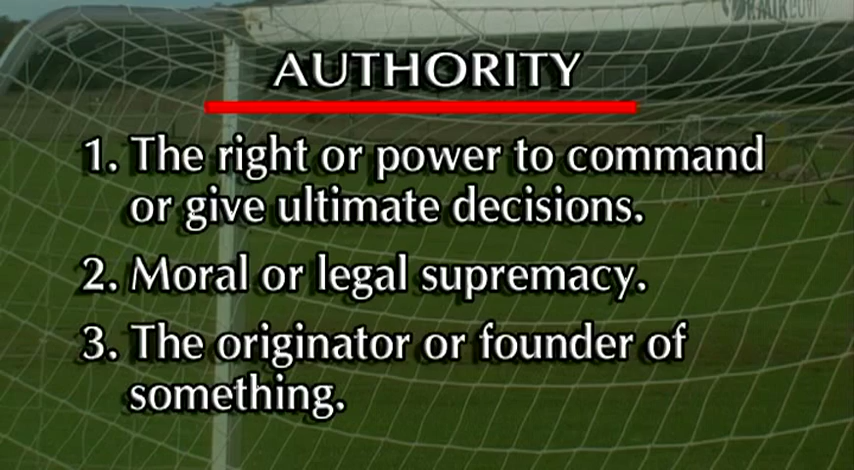 AUTHORITY
1. The right or power to command
or give ultimate decisions.
2. Moral or legal supremacy.
3. The originator or founder of
something.